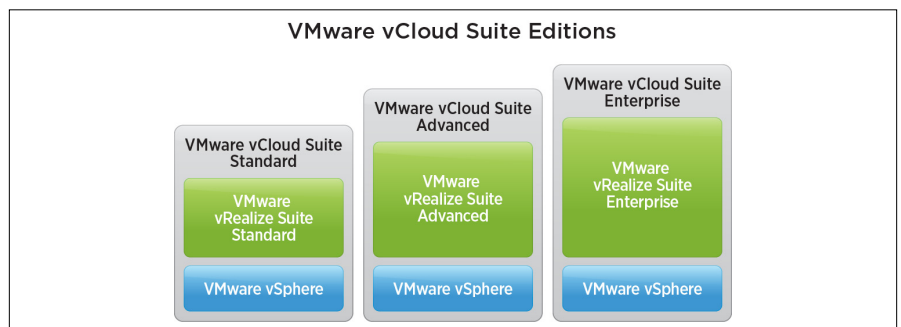 VMware vCloud Suite Editions
VMware vCloud Suite
Standard
VMware
vRealize Suite
Standard
VMware vSphere
VMware vCloud Suite
Advanced
VMware
vRealize Suite
Advanced
VMware vSphere
VMware vCloud Suite
Enterprise
VMware
vRealize Suite
Enterprise
VMware vSphere